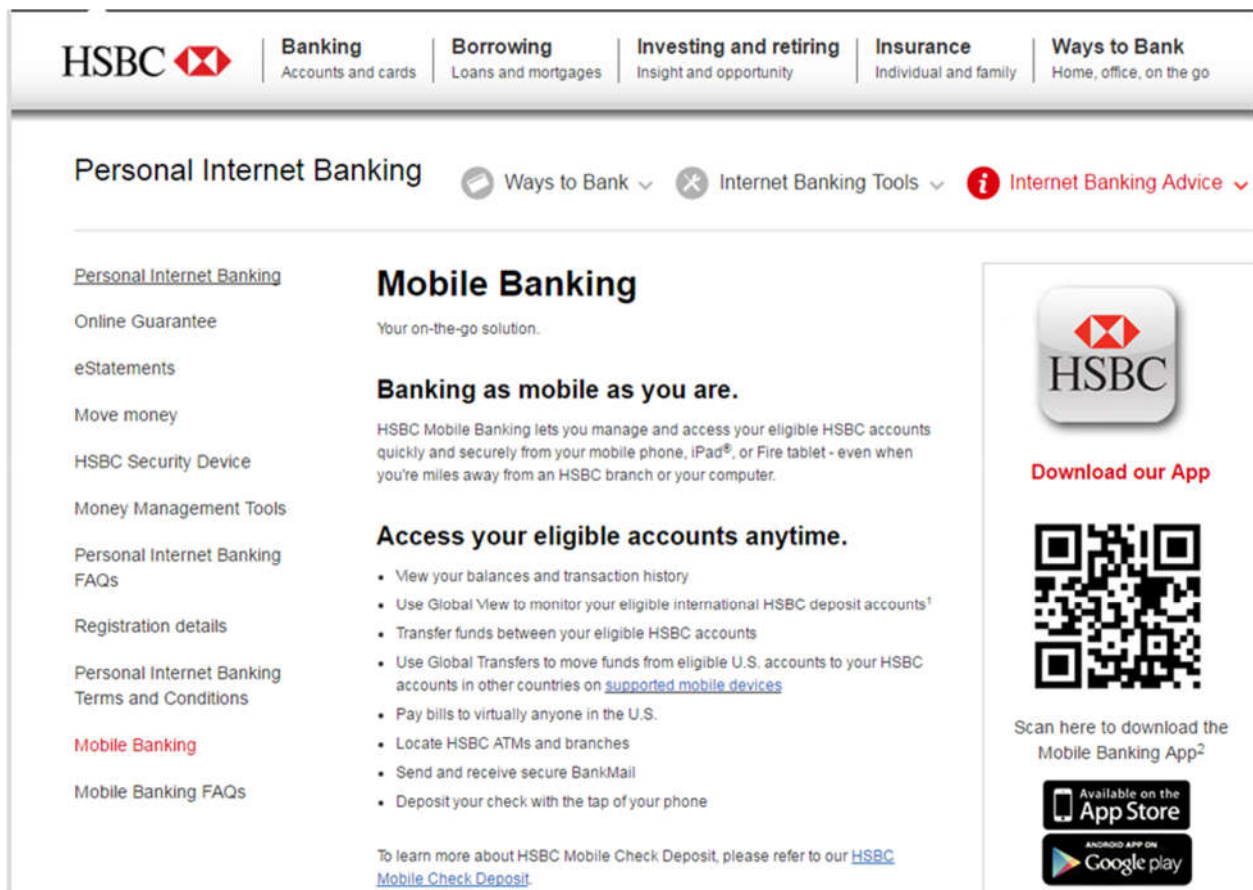 HSBC
Banking
Accounts and cards
Borrowing
Loans and mortgages
Investing and retiring
Insight and opportunity
Insurance
Individual and family
Ways to Bank
Home, office, on the go
Personal Internet Banking
Ways to Bank
Internet Banking Tools
Internet Banking Advice
Personal Internet Banking
Online Guarantee
eStatements
Move money
HSBC Security Device
Money Management Tools
Personal Internet Banking
FAQs
Registration details
Personal Internet Banking
Terms and Conditions
Mobile Banking
Mobile Banking FAQs
Mobile Banking
Your on-the-go solution.
Banking as mobile as you are.
HSBC Mobile Banking lets you manage and access your eligible HSBC accounts
quickly and securely from your mobile phone, iPad®, or Fire tablet - even when
you're miles away from an HSBC branch or your computer.
Access your eligible accounts anytime.
• View your balances and transaction history
• Use Global View to monitor your eligible international HSBC deposit accounts¹
• Transfer funds between your eligible HSBC accounts
• Use Global Transfers to move funds from eligible U.S. accounts to your HSBC
accounts in other countries on supported mobile devices
• Pay bills to virtually anyone in the U.S.
• Locate HSBC ATMs and branches
• Send and receive secure BankMail
• Deposit your check with the tap of your phone
To learn more about HSBC Mobile Check Deposit, please refer to our HSBC
Mobile Check Deposit.
HSBC
Download our App
Scan here to download the
Mobile Banking App²
Available on the
App Store
ANDROID APP ON
Google play